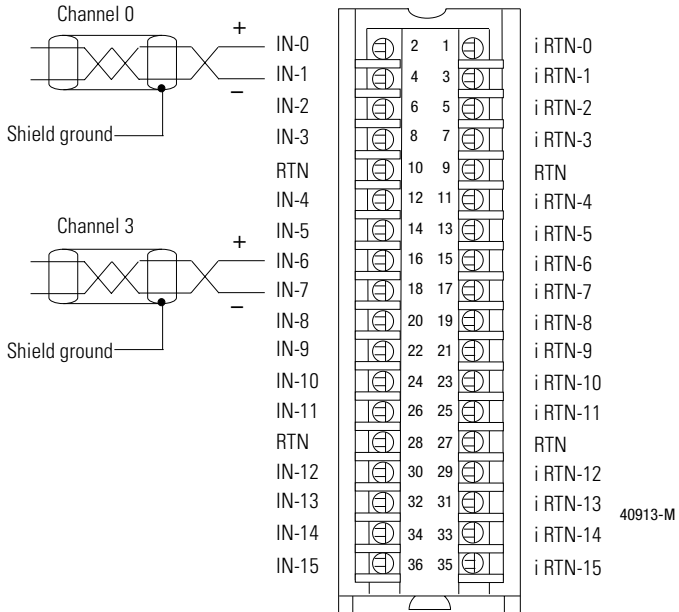 Channel 0
+
IN-0 2 1 i RTN-0
IN-1 4 3 i RTN-1
–
IN-2 6 5 i RTN-2
Shield ground
IN-3 8 7 i RTN-3
RTN 10 9 RTN
IN-4 12 11 i RTN-4
Channel 3
IN-5 14 13 i RTN-5
+
IN-6 16 15 i RTN-6
IN-7 18 17 i RTN-7
–
IN-8 20 19 i RTN-8
Shield ground
IN-9 22 21 i RTN-9
IN-10 24 23 i RTN-10
IN-11 26 25 i RTN-11
RTN 28 27 RTN
IN-12 30 29 i RTN-12
IN-13 32 31 i RTN-13
40913-M
IN-14 34 33 i RTN-14
IN-15 36 35 i RTN-15